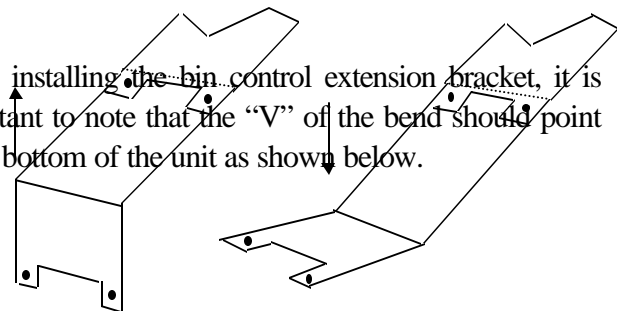 installing the bin control extension bracket, it is
tant to note that the “V” of the bend should point
bottom of the unit as shown below.